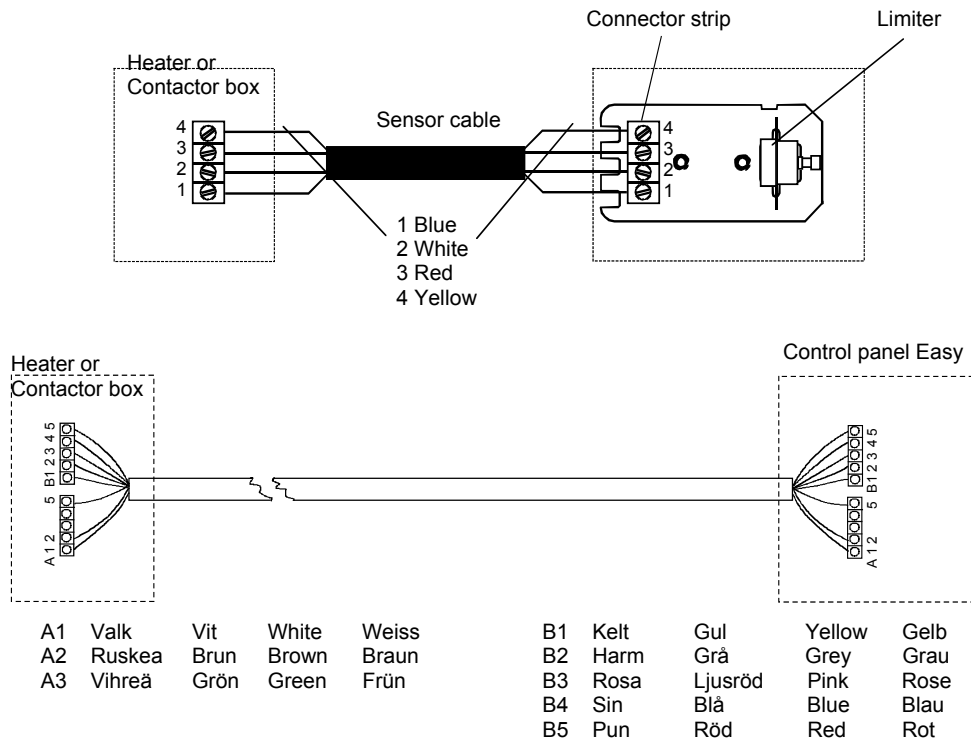 Connector strip
Limiter
Heater or
Contactor box
Sensor cable
4
3
2
1
4
3
2
1
1 Blue
2 White
3 Red
4 Yellow
Heater or
Contactor box
Control panel Easy
B1 2 3 4 5
A 1 2 5
B1 2 3 4 5
A 1 2 5
A1 Valk Vit White Weiss
A2 Ruskea Brun Brown Braun
A3 Vihreä Grön Green Frün
B1 Kelt Gul Yellow Gelb
B2 Harm Grå Grey Grau
B3 Rosa Ljusröd Pink Rose
B4 Sin Blå Blue Blau
B5 Pun Röd Red Rot